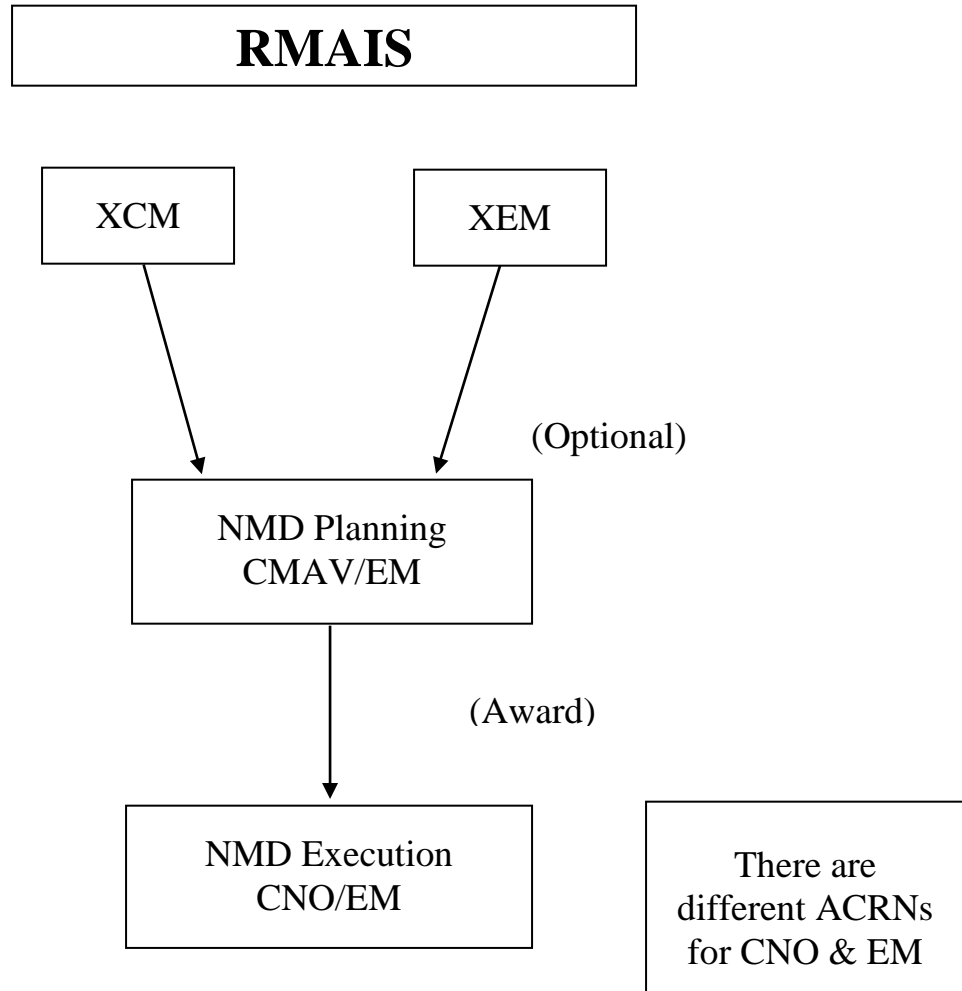 RMAIS
XCM
XEM
(Optional)
NMD Planning
CMAV/EM
(Award)
NMD Execution
CNO/EM
There are
different ACRNs
for CNO & EM